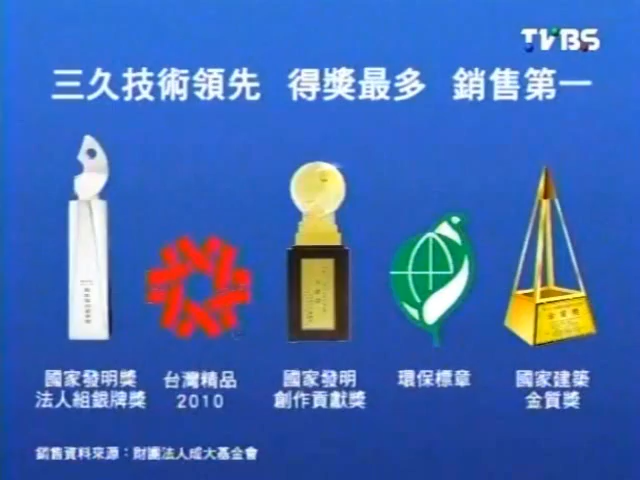 TVBS
三久技術領先 得獎最多 銷售第一
國家發明獎
法人組銀牌獎
台灣精品
2010
國家發明
創作貢獻獎
環保標章
國家建築
金質獎
銷售資料來源：財團法人成大基金會